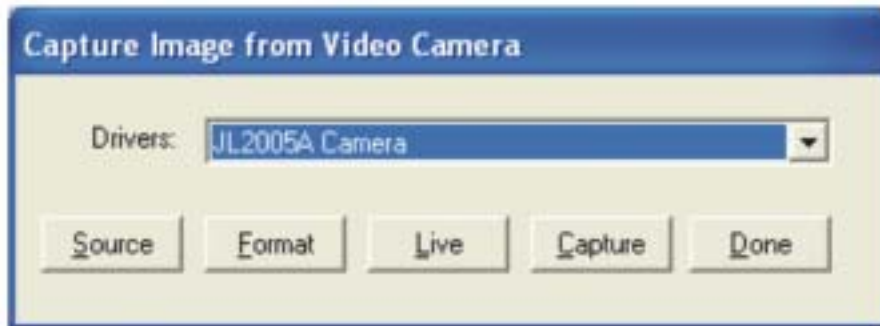 Capture Image from Video Camera
Drivers: JL2005A Camera
Source Format Live Capture Done